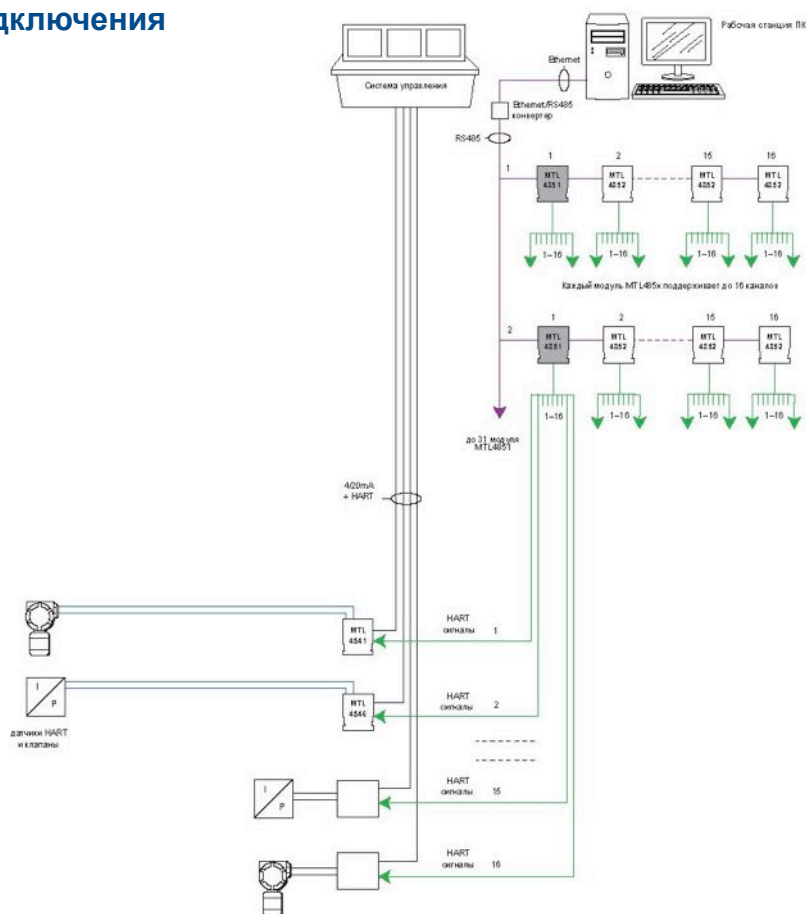 дключения
Рабочая станция ПК
Ethernet
Система управления
Ethernet/RS485
конвертер
RS485
1
1
2
15
16
MTL
4851
MTL
4852
MTL
4852
MTL
4852
1–16
1–16
1–16
1–16
Каждый модуль MTL485x поддерживает до 16 каналов
2
1
2
15
16
MTL
4851
MTL
4852
MTL
4852
MTL
4852
1–16
1–16
1–16
1–16
до 31 модуля
MTL4851
4/20mA
+ HART
MTL
4541
HART
сигналы 1
I
P
MTL
4546
HART
сигналы 2
датчики HART
и клапаны
I
P
HART
сигналы 15
HART
сигналы 16